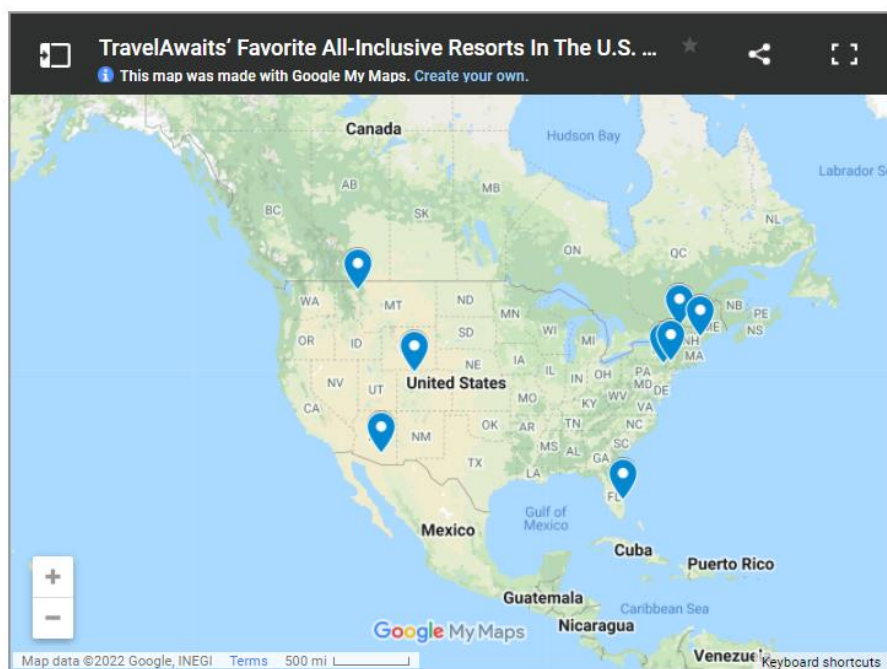 TravelAwaits’ Favorite All-Inclusive Resorts In The U.S. ...
This map was made with Google My Maps. Create your own.
Canada
Hudson Bay
Labrador S
AB
MB
BC
SK
NL
ON
QC
WA
MT
ND
MN
NB
PE
NS
ME
OR
ID
SD
WI
MI
NH
MA
NE
IA
PA
NV
UT
United States
IL
IN
OH
MD
DE
CA
MO
WV
VA
KY
OK
AR
TN
NC
NM
MS
AL
SC
GA
TX
LA
FL
Gulf of
Mexico
Mexico
Cuba
Puerto Rico
Guatemala
Caribbean Sea
Nicaragua
Google My Maps
Venezue
+
−
Map data ©2022 Google, INEGI Terms 500 mi
Keyboard shortcuts